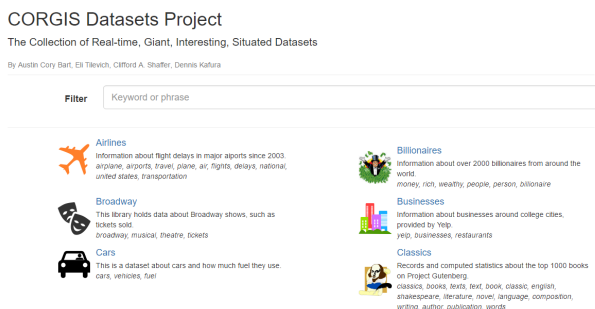 CORGIS Datasets Project
The Collection of Real-time, Giant, Interesting, Situated Datasets
By Austin Cory Bart, Eli Tilevich, Clifford A. Shaffer, Dennis Kafura
Filter
Keyword or phrase
Airlines
Information about flight delays in major aiports since 2003.
airplane, airports, travel, plane, air, flights, delays, national,
united states, transportation
Billionaires
Information about over 2000 billionaires from around the
world.
money, rich, wealthy, people, person, billionaire
Broadway
This library holds data about Broadway shows, such as
tickets sold.
broadway, musical, theatre, tickets
Businesses
Information about businesses around college cities,
provided by Yelp.
yelp, businesses, restaurants
Cars
This is a dataset about cars and how much fuel they use.
cars, vehicles, fuel
Classics
Records and computed statistics about the top 1000 books
on Project Gutenberg.
classics, books, texts, text, book, classic, english,
shakespeare, literature, novel, language, composition,
writing, author, publication, words